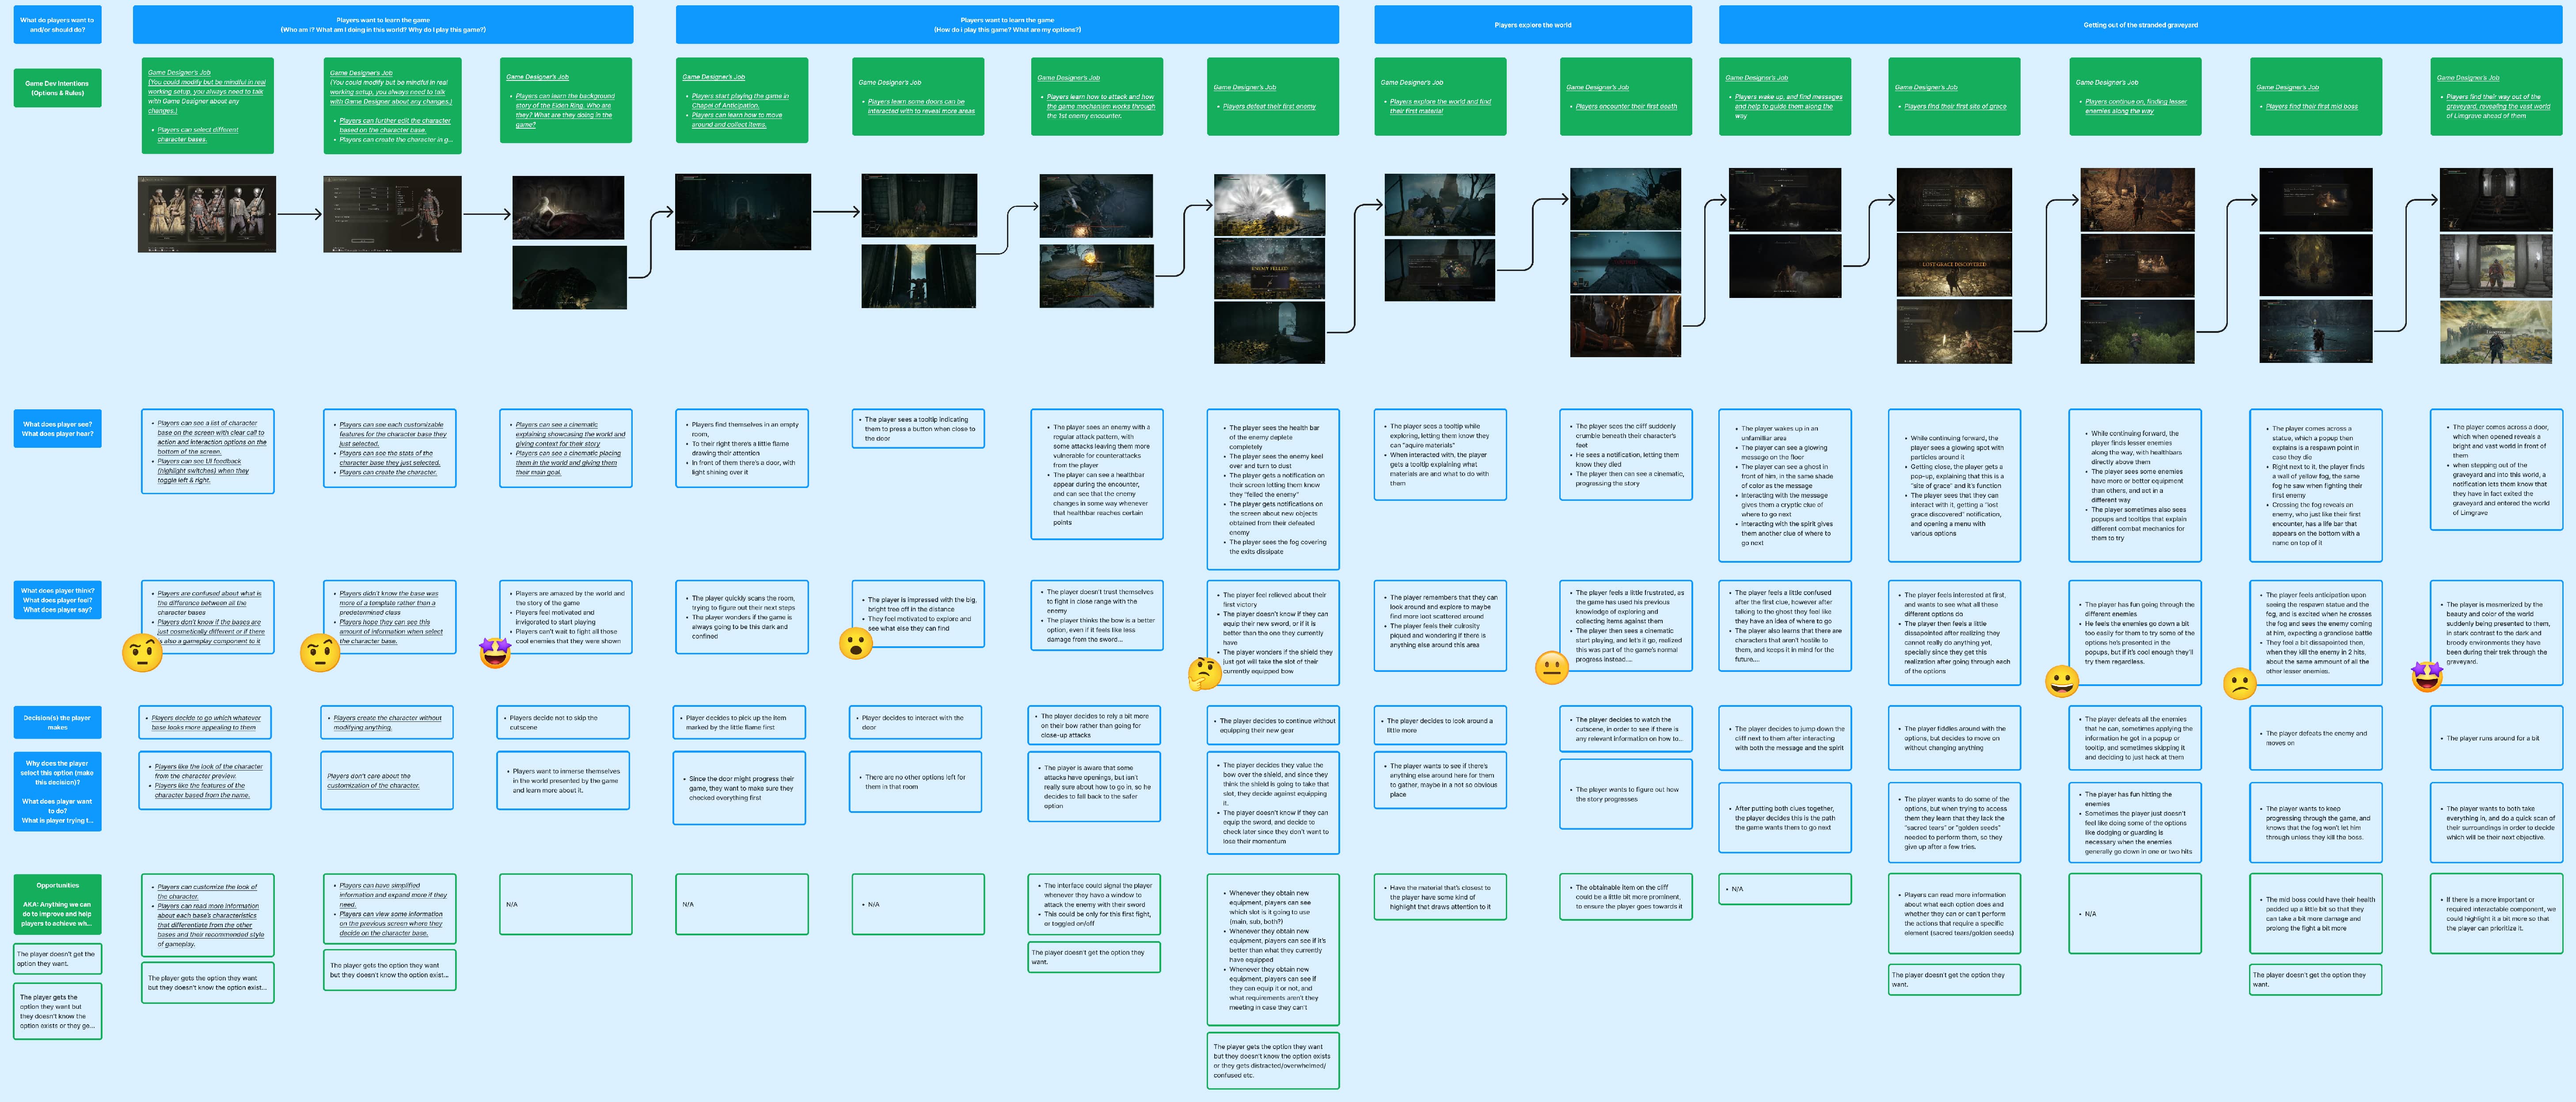 What do players want to
and/or should do?
Players want to learn the game
(Who am I? What am I doing in this world? Why do I play this game?)
Players want to learn the game
(How do I play this game? What are my options?)
Players explore the world
Getting out of the stranded graveyard
Game Dev Intentions
(Options & Rules)
Game Designer's Job
(You could modify but be mindful in real
working setup, you always need to talk
with Game Designer about any
changes.)
• Players can select different
character bases.
Game Designer's Job
(You could modify but be mindful in real
working setup, you always need to talk
with Game Designer about any changes.)
• Players can further edit the character
based on the character base.
• Players can create the character in g...
Game Designer's Job
• Players can learn the background
story of the Elden Ring. Who are
they? What are they doing in the
game?
Game Designer's Job
• Players start playing the game in
Chapel of Anticipation.
• Players can learn how to move
around and collect items.
Game Designer's Job
• Players learn some doors can be
interacted with to reveal more areas
Game Designer's Job
• Players learn how to attack and how
the game mechanism works through
the 1st enemy encounter.
Game Designer's Job
• Players defeat their first enemy
Game Designer's Job
• Players explore the world and find
their first material
Game Designer's Job
• Players encounter their first death
Game Designer's Job
• Players wake up, and find messages
and help to guide them along the
way
Game Designer's Job
• Players find their first site of grace
Game Designer's Job
• Players continue on, finding lesser
enemies along the way
Game Designer's Job
• Players find their first mid boss
Game Designer's Job
• Players find their way out of the
graveyard, revealing the vast world
of Limgrave ahead of them
ENEMY FELLED
LOST GRACE DISCOVERED
What does player see?
What does player hear?
• Players can see a list of character
base on the screen with clear call to
action and interaction options on the
bottom of the screen.
• Players can see UI feedback
(highlight switches) when they
toggle left & right.
• Players can see each customizable
features for the character base they
just selected.
• Players can see the stats of the
character base they just selected.
• Players can create the character.
• Players can see a cinematic
explaining showcasing the world and
giving context for their story
• Players can see a cinematic placing
them in the world and giving them
their main goal.
• Players find themselves in an empty
room,
• To their right there's a little flame
drawing their attention
• In front of them there's a door, with
light shining over it
• The player sees a tooltip indicating
them to press a button when close to
the door
• The player sees an enemy with a
regular attack pattern, with
some attacks leaving them more
vulnerable for counterattacks
from the player
• The player can see a healthbar
appear during the encounter,
and can see that the enemy
changes in some way whenever
that healthbar reaches certain
points
• The player sees the health bar
of the enemy deplete
completely
• The player sees the enemy keel
over and turn to dust
• The player gets a notification on
their screen letting them know
they "felled the enemy"
• The player gets notifications on
the screen about new objects
obtained from their defeated
enemy
• The player sees the fog covering
the exits dissipate
• The player sees a tooltip while
exploring, letting them know they
can "aquire materials"
• When interacted with, the player
gets a tooltip explaining what
materials are and what to do with
them
• The player sees the cliff suddenly
crumble beneath their character's
feet
• He sees a notification, letting them
know they died
• The player then can see a cinematic,
progressing the story
• The player wakes up in an
unfamiliar area
• The player can see a glowing
message on the floor
• The player can see a ghost in
front of him, in the same shade
of color as the message
• Interacting with the message
gives them a cryptic clue of
where to go next
• Interacting with the spirit gives
them another clue of where to
go next
• While continuing forward, the
player sees a glowing spot with
particles around it
• Getting close, the player gets a
pop-up, explaining that this is a
"site of grace" and it's function
• The player sees that they can
interact with it, getting a "lost
grace discovered" notification,
and opening a menu with
various options
• While continuing forward, the
player finds lesser enemies
along the way, with healthbars
directly above them
• The player sees some enemies
have more or better equipment
than others, and act in a
different way
• The player sometimes also sees
popups and tooltips that explain
different combat mechanics for
them to try
• The player comes across a
statue, which a popup then
explains is a respawn point in
case they die
• Right next to it, the player finds
a wall of yellow fog, the same
fog he saw when fighting their
first enemy
• Crossing the fog reveals an
enemy, who just like their first
encounter, has a life bar that
appears on the bottom with a
name on top of it
• The player comes across a door,
which when opened reveals a
bright and vast world in front of
them
• when stepping out of the
graveyard and into this world, a
notification lets them know that
they have in fact exited the
graveyard and entered the world
of Limgrave
What does player think?
What does player feel?
What does player say?
• Players are confused about what is
the difference between all the
character bases
• Players don't know if the bases are
just cosmetically different or if there
is also a gameplay component to it
• Players didn't know the base was
more of a template rather than a
predetermined class
• Players hope they can see this
amount of information when select
the character base.
• Players are amazed by the world and
the story of the game
• Players feel motivated and
invigorated to start playing
• Players can't wait to fight all those
cool enemies that they were shown
• The player quickly scans the room,
trying to figure out their next steps
• The player wonders if the game is
always going to be this dark and
confined
• The player is impressed with the big,
bright tree off in the distance
• They feel motivated to explore and
see what else they can find
• The player doesn't trust themselves
to fight in close range with the
enemy
• The player thinks the bow is a better
option, even if it feels like less
damage from the sword...
• The player feel relieved about their
first victory
• The player doesn't know if they can
equip their new sword, or if it is
better than the one they currently
have
• The player wonders if the shield they
just got will take the slot of their
currently equipped bow
• The player remembers that they can
look around and explore to maybe
find more loot scattered around
• The player feels their curiosity
piqued and wondering if there is
anything else around this area
• The player feels a little frustrated, as
the game has used his previous
knowledge of exploring and
collecting items against them
• The player then sees a cinematic
start playing, and let's it go, realized
this was part of the game's normal
progress instead....
• The player feels a little confused
after the first clue, however after
talking to the ghost they feel like
they have an idea of where to go
• The player also learns that there are
characters that aren't hostile to
them, and keeps it in mind for the
future....
• The player feels interested at first,
and wants to see what all these
different options do
• The player then feels a little
dissapointed after realizing they
cannot really do anything yet,
specially since they get this
realization after going through each
of the options
• The player has fun going through the
different enemies
• He feels the enemies go down a bit
too easily for them to try some of
the options he's presented in the
popups, but if it's cool enough they'll
try them regardless.
• The player feels anticipation upon
seeing the respawn statue and the
fog, and is excited when he crosses
the fog and sees the enemy coming
at him, expecting a grandiose battle
• They feel a bit dissapointed then,
when they kill the enemy in 2 hits,
about the same ammount of all the
other lesser enemies.
• The player is mesmerized by the
beauty and color of the world
suddenly being presented to them,
in stark contrast to the dark and
broody environments they have
been during their trek through the
graveyard.
Decision(s) the player
makes
• Players decide to go which whatever
base looks more appealing to them
• Players create the character without
modifying anything.
• Players decide not to skip the
cutscene
• Player decides to pick up the item
marked by the little flame first
• Player decides to interact with the
door
• The player decides to rely a bit more
on their bow rather than going for
close-up attacks
• The player decides to continue without
equipping their new gear
• The player decides to look around a
little more
• The player decides to watch the
cutscene, in order to see if there is
any relevant information on how to...
• The player decides to jump down the
cliff next to them after interacting
with both the message and the spirit
• The player fiddles around with the
options, but decides to move on
without changing anything
• The player defeats all the enemies
that he can, sometimes applying the
information he got in a popup or
tooltip, and sometimes skipping it
and deciding to just hack at them
• The player defeats the enemy and
moves on
• The player runs around for a bit
Why does the player
select this option (make
this decision)?
What does player want
to do?
What is player trying t...
• Players like the look of the character
from the character preview.
• Players like the features of the
character based from the name.
Players don't care about the
customization of the character.
• Players want to inmerse themselves
in the world presented by the game
and learn more about it.
• Since the door might progress their
game, they want to make sure they
checked everything first
• There are no other options left for
them in that room
• The player is aware that some
attacks have openings, but isn't
really sure about how to go in, so he
decides to fall back to the safer
option
• The player decides they value the
bow over the shield, and since they
think the shield is going to take that
slot, they decide against equipping
it.
• The player doesn't know if they can
equip the sword, and decide to
check later since they don't want to
lose their momentum
• The player wants to see if there's
anything else around here for them
to gather, maybe in a not so obvious
place
• The player wants to figure out how
the story progresses
• After putting both clues together,
the player decides this is the path
the game wants them to go next
• The player wants to do some of the
options, but when trying to access
them they learn that they lack the
"sacred tears" or "golden seeds"
needed to perform them, so they
give up after a few tries.
• The player has fun hitting the
enemies
• Sometimes the player just doesn't
feel like doing some of the options
like dodging or guarding is
necessary when the enemies
generally go down in one or two hits
• The player wants to keep
progressing through the game, and
knows that the fog won't let him
through unless they kill the boss.
• The player wants to both take
everything in, and do a quick scan of
their surroundings in order to decide
which will be their next objective.
Opportunities
AKA: Anything we can
do to improve and help
players to achieve wh...
• Players can customize the look of
the character.
• Players can read more information
about each base's characteristics
that differentiate from the other
bases and their recommended style
of gameplay.
• Players can have simplified
information and expand more if they
need.
• Players can view some information
on the previous screen where they
decide on the character base.
N/A
N/A
• N/A
• The interface could signal the player
whenever they have a window to
attack the enemy with their sword
• This could be only for this first fight,
or toggled on/off
• Whenever they obtain new
equipment, players can see
which slot is it going to use
(main, sub, both?)
• Whenever they obtain new
equipment, players can see if it's
better than what they currently
have equipped
• Whenever they obtain new
equipment, players can see if
they can equip it or not, and
what requirements aren't they
meeting in case they can't
• Have the material that's closest to
the player have some kind of
highlight that draws attention to it
• The obtainable item on the cliff
could be a little bit more prominent,
to ensure the player goes towards it
• N/A
• Players can read more information
about what each option does and
whether they can or can't perform
the actions that require a specific
element (sacred tears/golden seeds)
• N/A
• The mid boss could have their health
pedded up a little bit so that they
can take a bit more damage and
prolong the fight a bit more
• If there is a more important or
required interactable component, we
could highlight it a bit more so that
the player can prioritize it.
The player doesn't get the
option they want.
The player gets the option they want
but they doesn't know the option exist...
The player gets the option they want
but they doesn't know the option exist...
The player doesn't get the option they
want.
The player doesn't get the option they
want.
The player doesn't get the option they
want.
The player gets the
option they want but
they doesn't know the
option exists or they ge...
The player gets the option they want
but they doesn't know the option exists
or they gets distracted/overwhelmed/
confused etc.